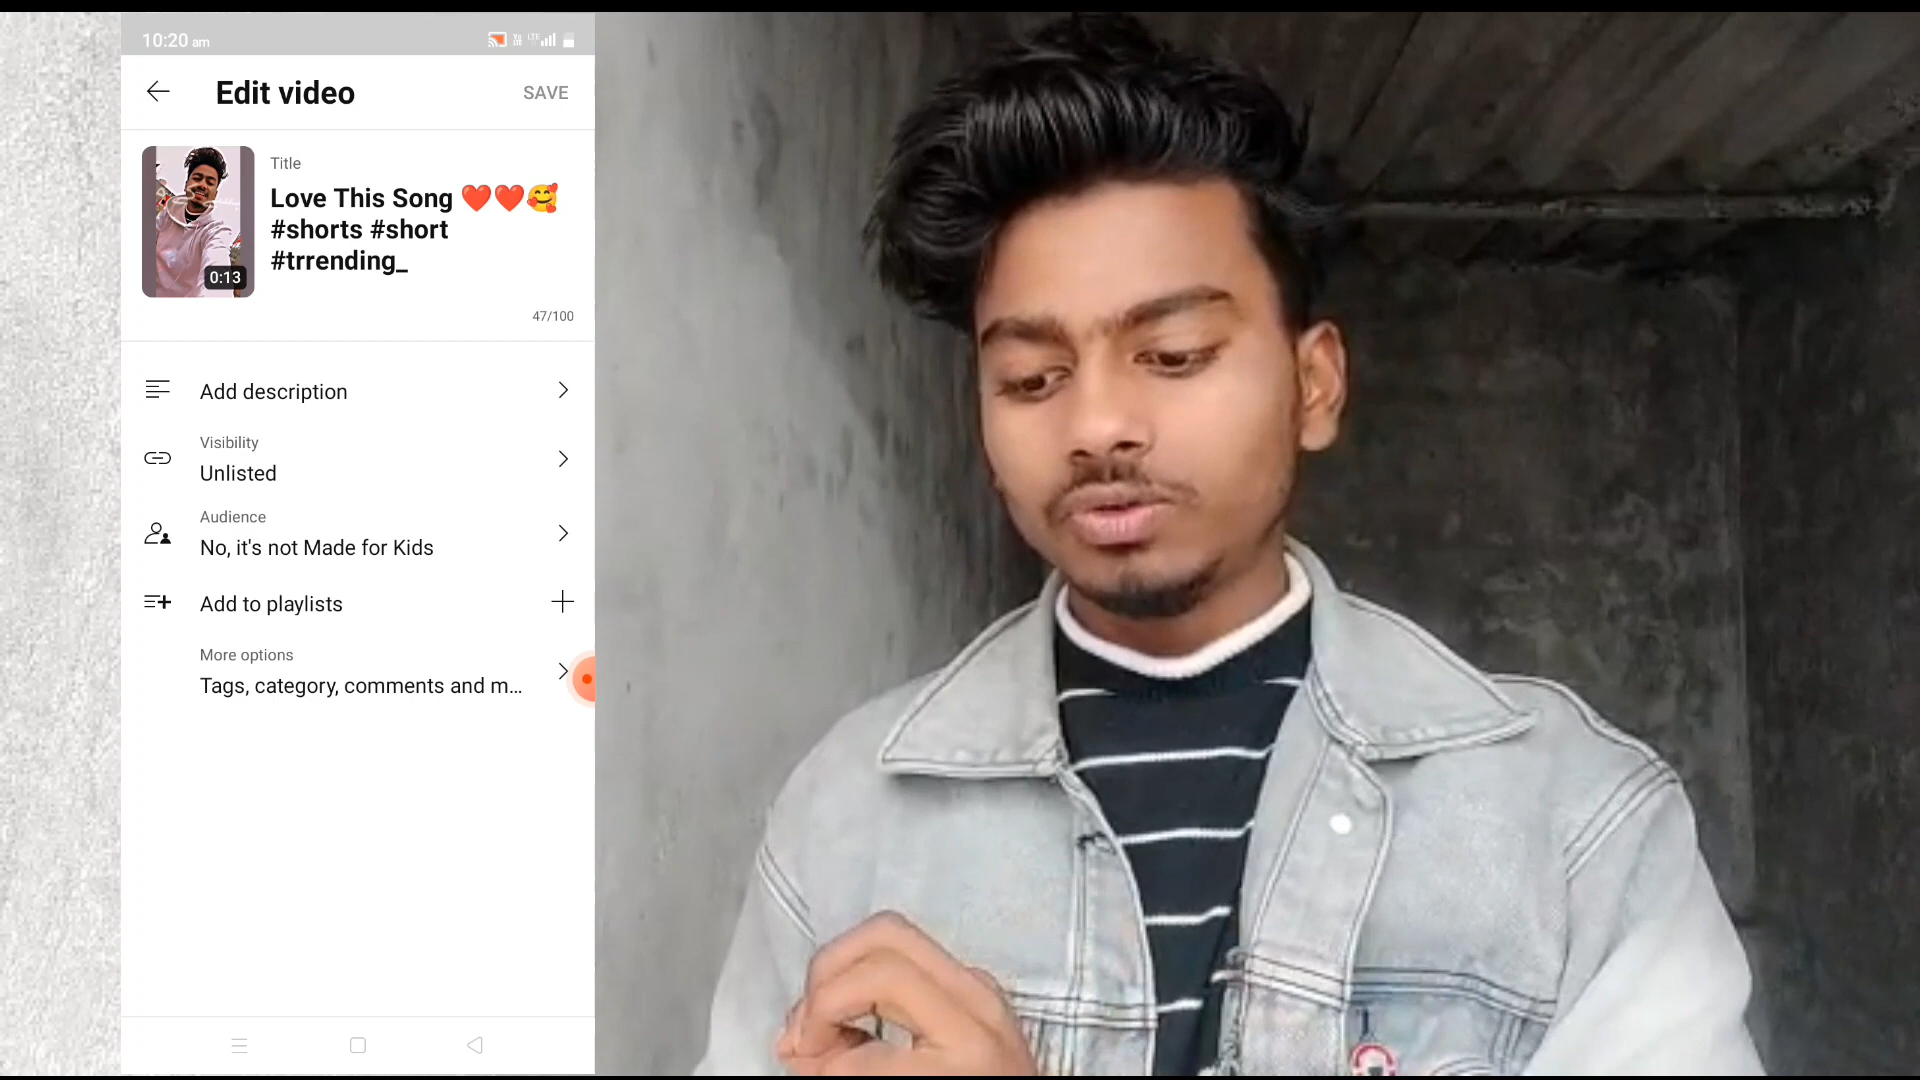 10:20 am
Edit video
SAVE
Title
Love This Song ❤️❤️🥰
#shorts #short
#trrending_
0:13
47/100
Add description
Visibility
Unlisted
Audience
No, it's not Made for Kids
Add to playlists
More options
Tags, category, comments and m...